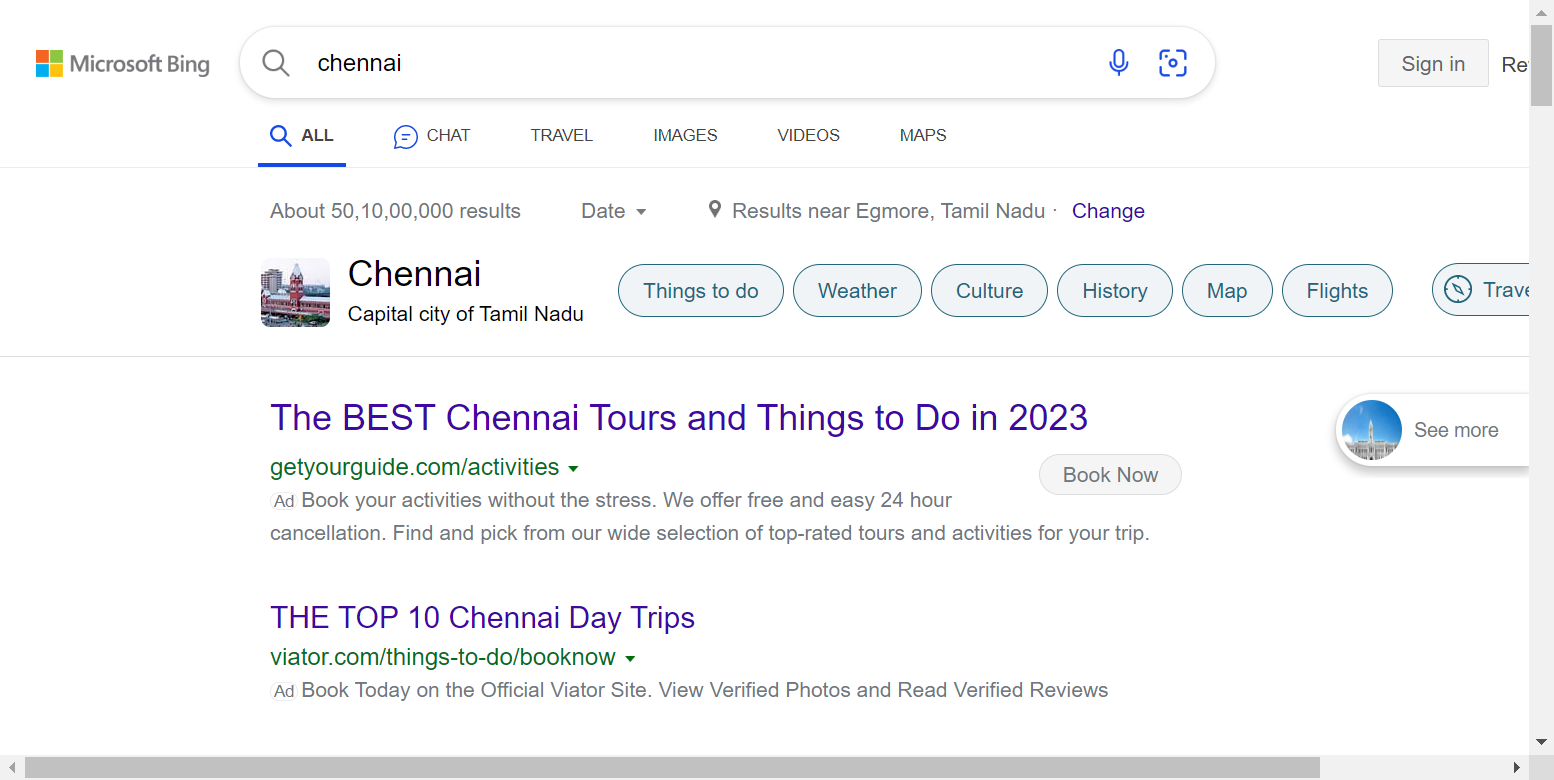 Microsoft Bing
chennai
Sign in
ALL
CHAT
TRAVEL
IMAGES
VIDEOS
MAPS
About 50,10,00,000 results
Date
Results near Egmore, Tamil Nadu ·
Change
Chennai
Capital city of Tamil Nadu
Things to do
Weather
Culture
History
Map
Flights
The BEST Chennai Tours and Things to Do in 2023
See more
getyourguide.com/activities
Book Now
Ad Book your activities without the stress. We offer free and easy 24 hour
cancellation. Find and pick from our wide selection of top-rated tours and activities for your trip.
THE TOP 10 Chennai Day Trips
viator.com/things-to-do/booknow
Ad Book Today on the Official Viator Site. View Verified Photos and Read Verified Reviews